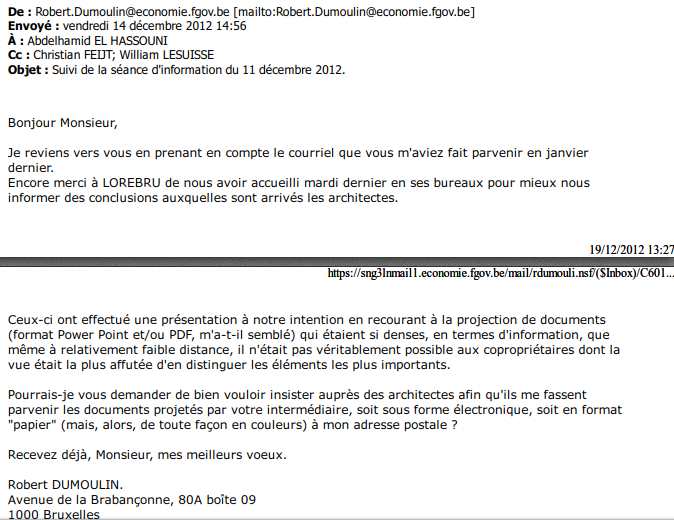 De : Robert.Dumoulin@economie.fgov.be [mailto:Robert.Dumoulin@economie.fgov.be]
Envoyé : vendredi 14 décembre 2012 14:56
À : Abdelhamid EL HASSOUNI
Cc : Christian FEIJT; William LESUISSE
Objet : Suivi de la séance d'information du 11 décembre 2012.
Bonjour Monsieur,
Je reviens vers vous en prenant en compte le courriel que vous m'aviez fait parvenir en janvier
dernier.
Encore merci à LOREBRU de nous avoir accueilli mardi dernier en ses bureaux pour mieux nous
informer des conclusions auxquelles sont arrivés les architectes.
19/12/2012 13:27
https://sng3lnmail1.economie.fgov.be/mail/rdumouli.nsf/($Inbox)/C601...
Ceux-ci ont effectué une présentation à notre intention en recourant à la projection de documents
(format Power Point et/ou PDF, m'a-t-il semblé) qui étaient si denses, en termes d'information, que
même à relativement faible distance, il n'était pas véritablement possible aux copropriétaires dont la
vue était la plus affutée d'en distinguer les éléments les plus importants.
Pourrais-je vous demander de bien vouloir insister auprès des architectes afin qu'ils me fassent
parvenir les documents projetés par votre intermédiaire, soit sous forme électronique, soit en format
"papier" (mais, alors, de toute façon en couleurs) à mon adresse postale ?
Recevez déjà, Monsieur, mes meilleurs voeux.
Robert DUMOULIN.
Avenue de la Brabançonne, 80A boîte 09
1000 Bruxelles